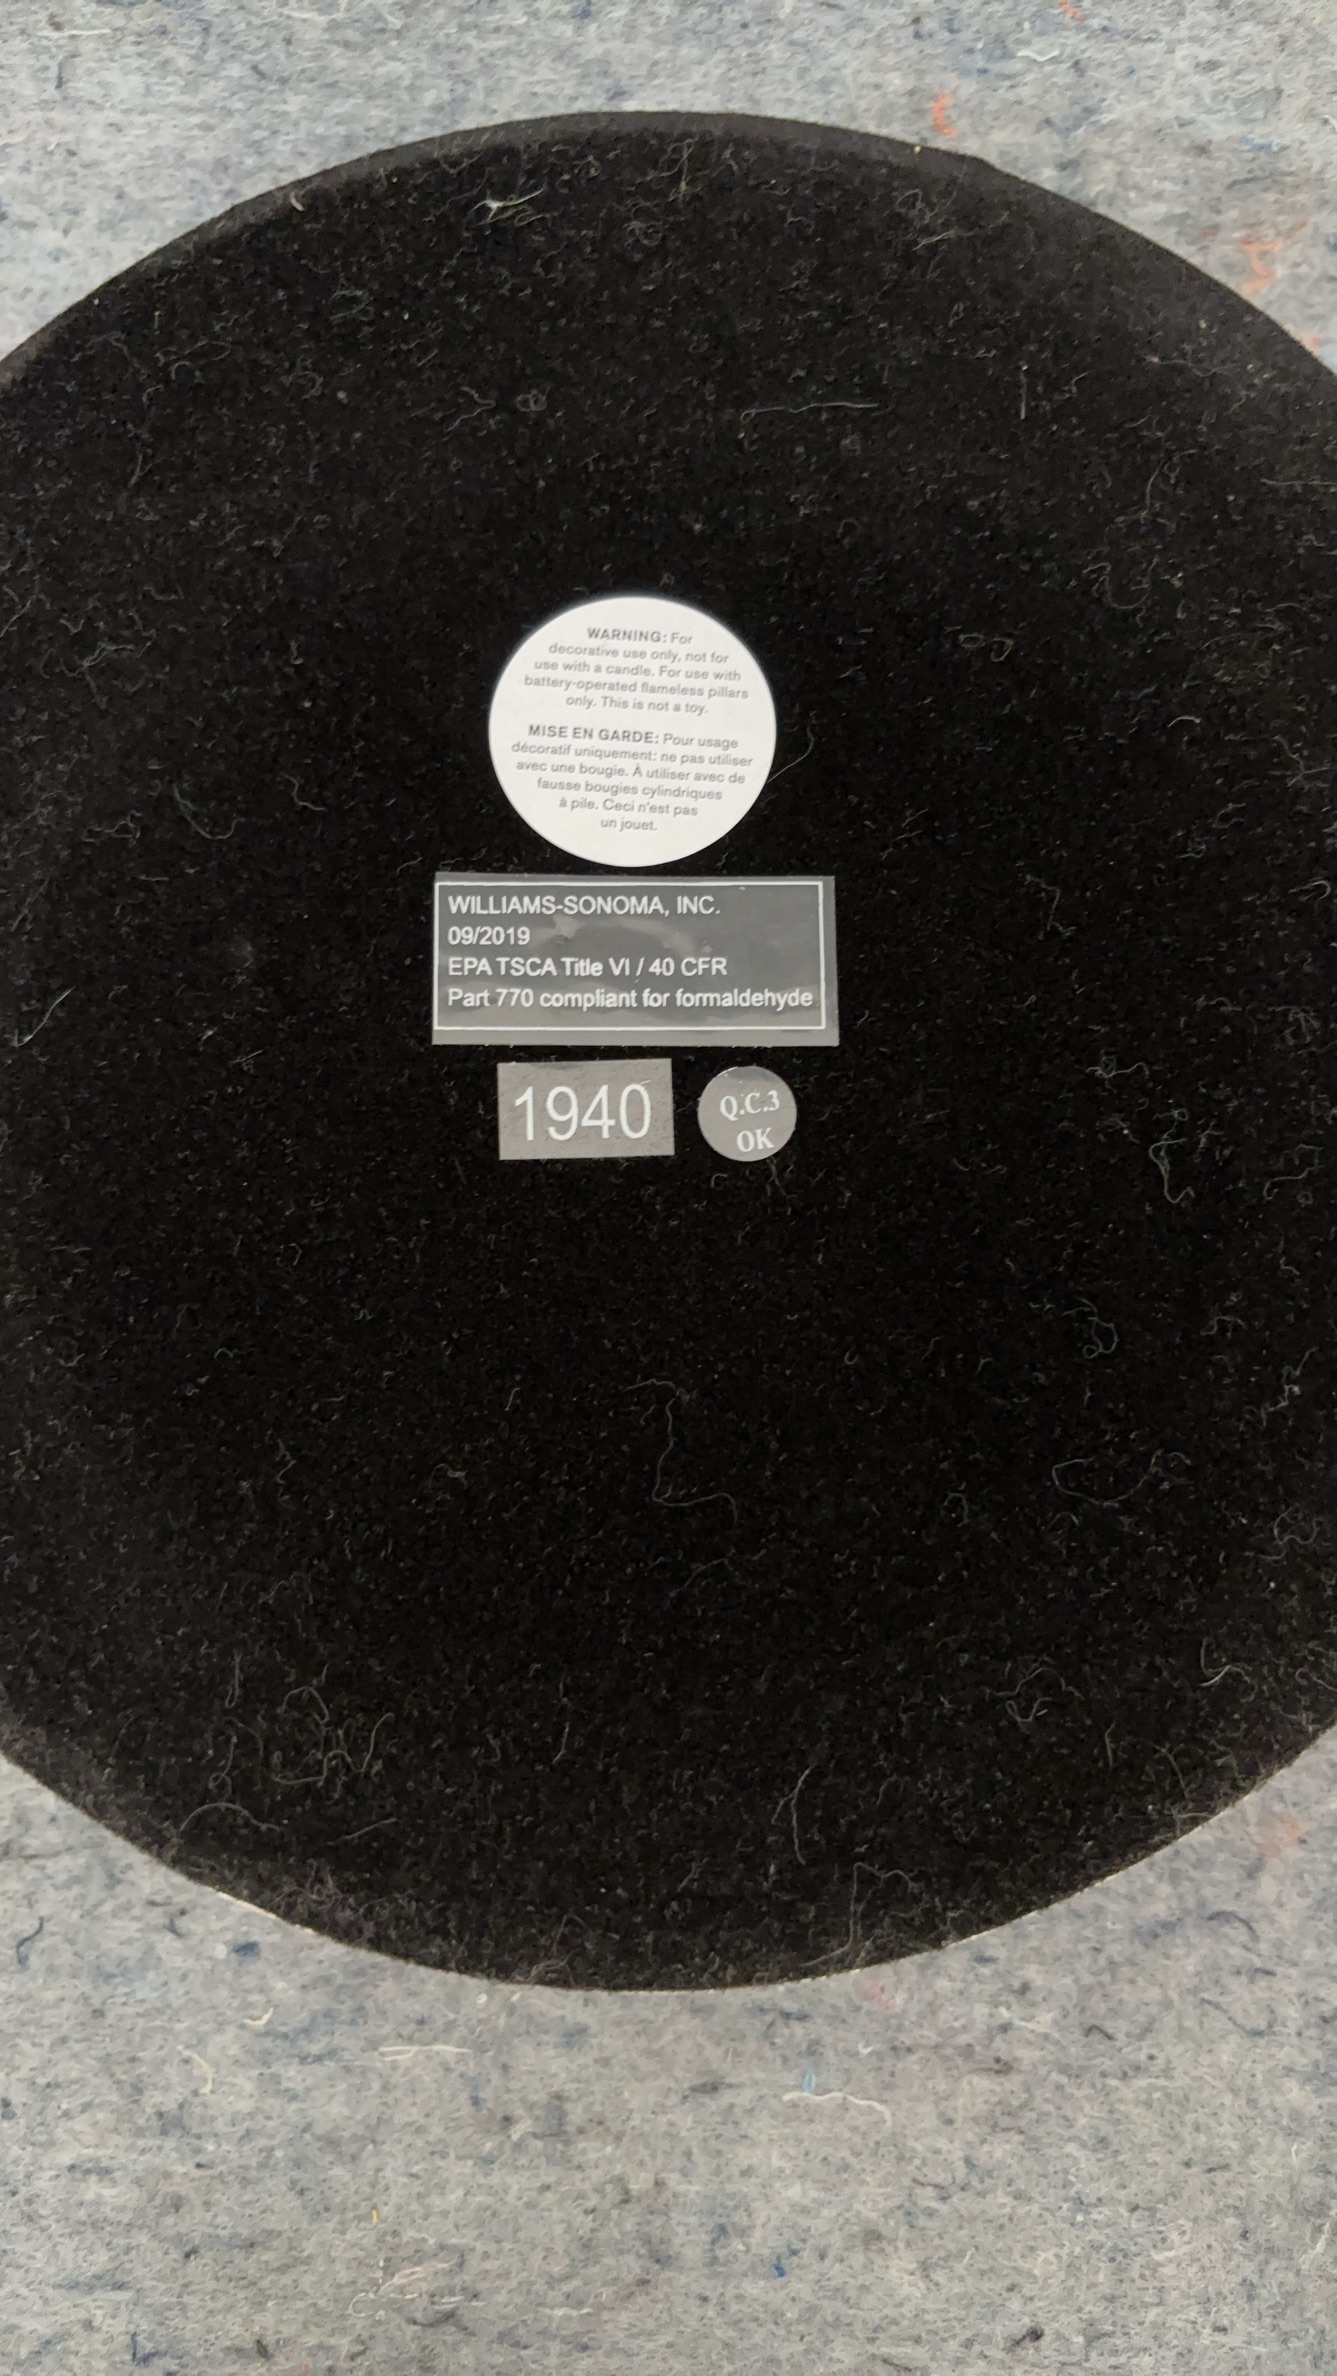 WARNING: For
decorative use only, not for
use with a candle. For use with
battery-operated flameless pillars
only. This is not a toy.
MISE EN GARDE: Pour usage
décoratif uniquement: ne pas utiliser
avec une bougie. À utiliser avec de
fausse bougies cylindriques
à pile. Ceci n'est pas
un jouet.
WILLIAMS-SONOMA, INC.
09/2019
EPA TSCA Title VI / 40 CFR
Part 770 compliant for formaldehyde
1940
Q.C.3
OK